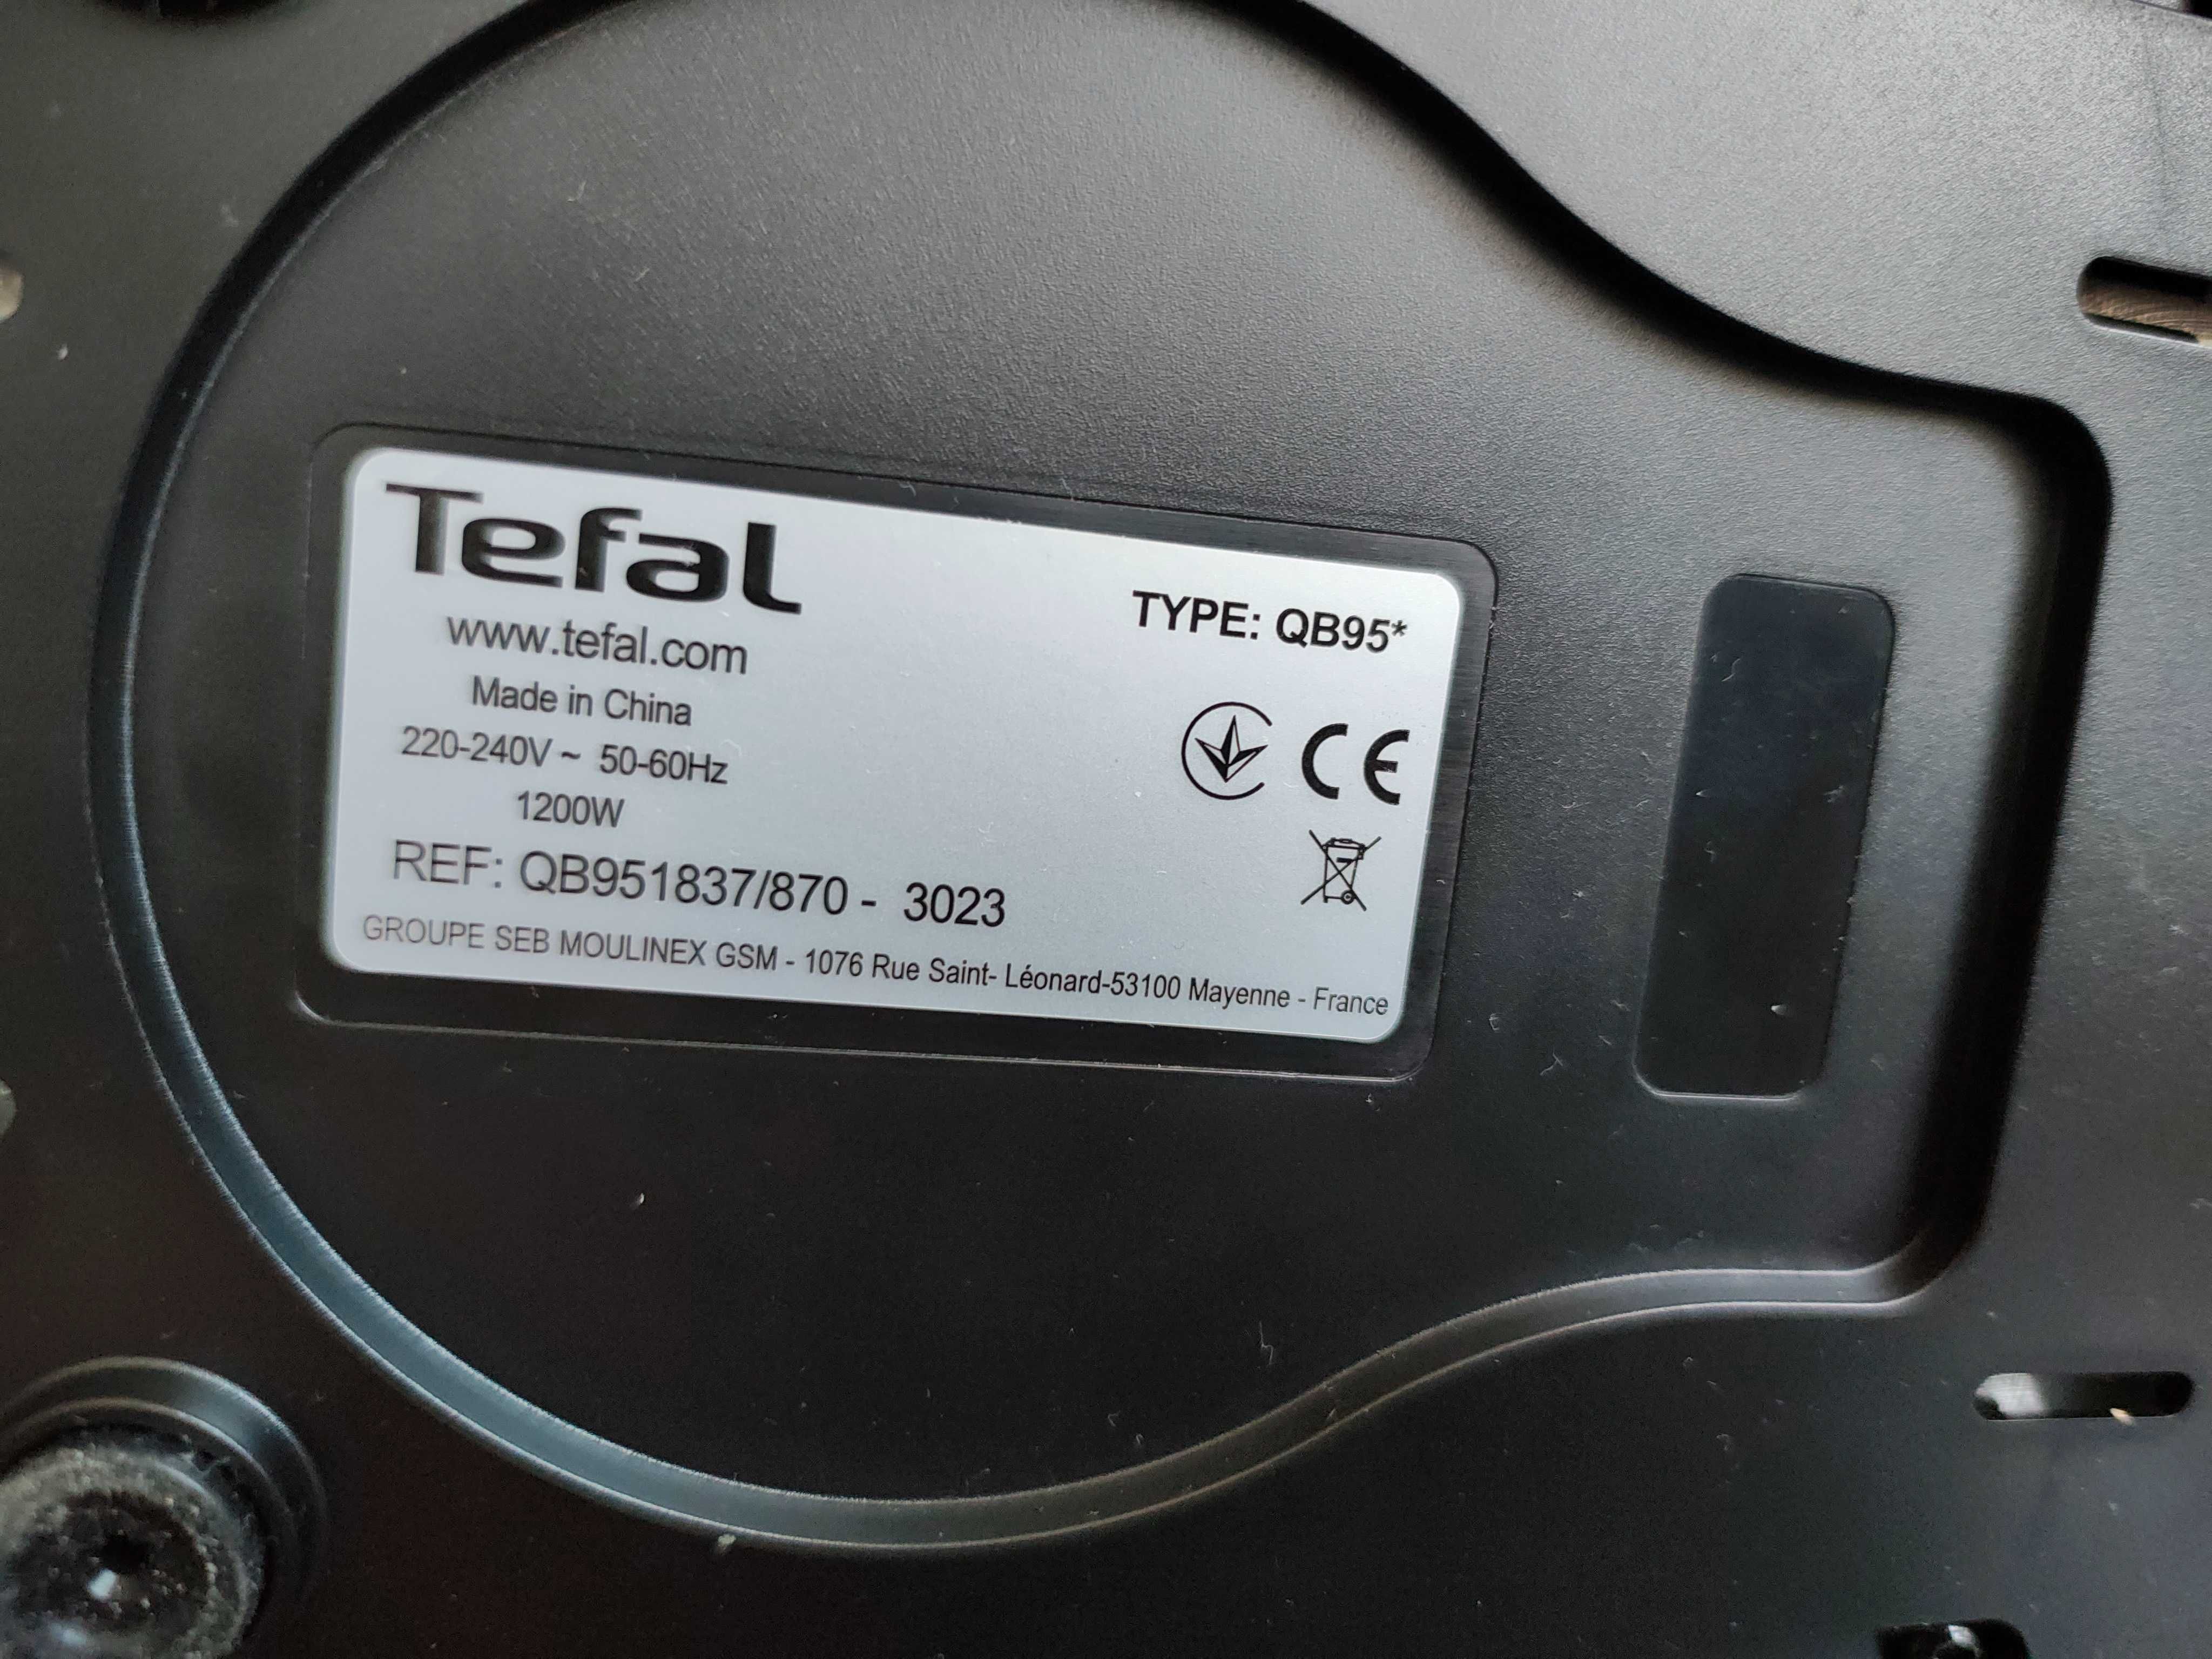 Tefal
www.tefal.com
Made in China
220-240V ~ 50-60Hz
1200W
REF: QB951837/870 - 3023
GROUPE SEB MOULINEX GSM - 1076 Rue Saint- Léonard-53100 Mayenne - France
TYPE: QB95*
CE